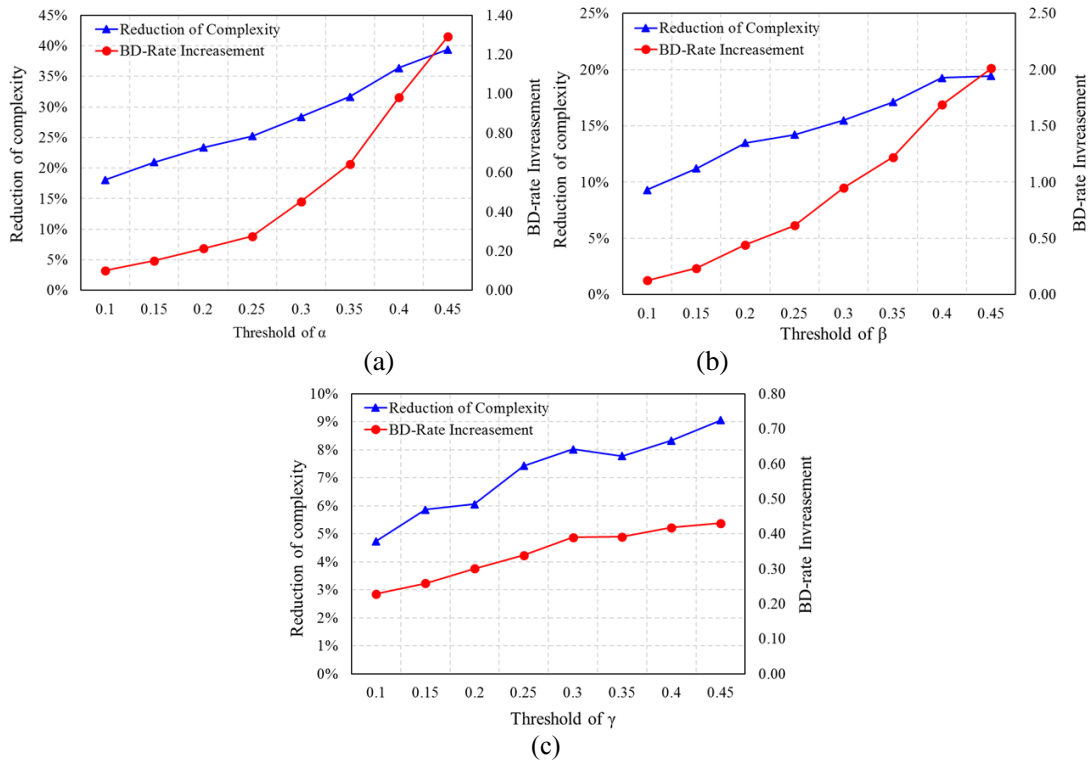 45%
40%
35%
30%
25%
20%
15%
10%
5%
0%
Reduction of complexity
Reduction of Complexity
BD-Rate Increasement
1.40
1.20
1.00
0.80
0.60
0.40
0.20
0.00
BD-rate Invreasement
0.1 0.15 0.2 0.25 0.3 0.35 0.4 0.45
Threshold of α
(a)
25%
20%
15%
10%
5%
0%
Reduction of complexity
Reduction of Complexity
BD-Rate Increasement
2.50
2.00
1.50
1.00
0.50
0.00
BD-rate Invreasement
0.1 0.15 0.2 0.25 0.3 0.35 0.4 0.45
Threshold of β
(b)
10%
9%
8%
7%
6%
5%
4%
3%
2%
1%
0%
Reduction of complexity
Reduction of Complexity
BD-Rate Increasement
0.80
0.70
0.60
0.50
0.40
0.30
0.20
0.10
0.00
BD-rate Invreasement
0.1 0.15 0.2 0.25 0.3 0.35 0.4 0.45
Threshold of γ
(c)